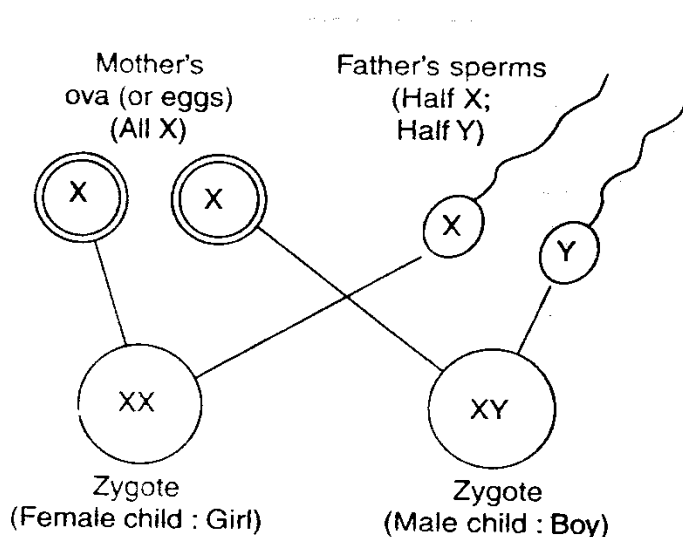 Mother's
ova (or eggs)
(All X)
Father's sperms
(Half X;
Half Y)
X
X
X
Y
XX
XY
Zygote
(Female child : Girl)
Zygote
(Male child : Boy)